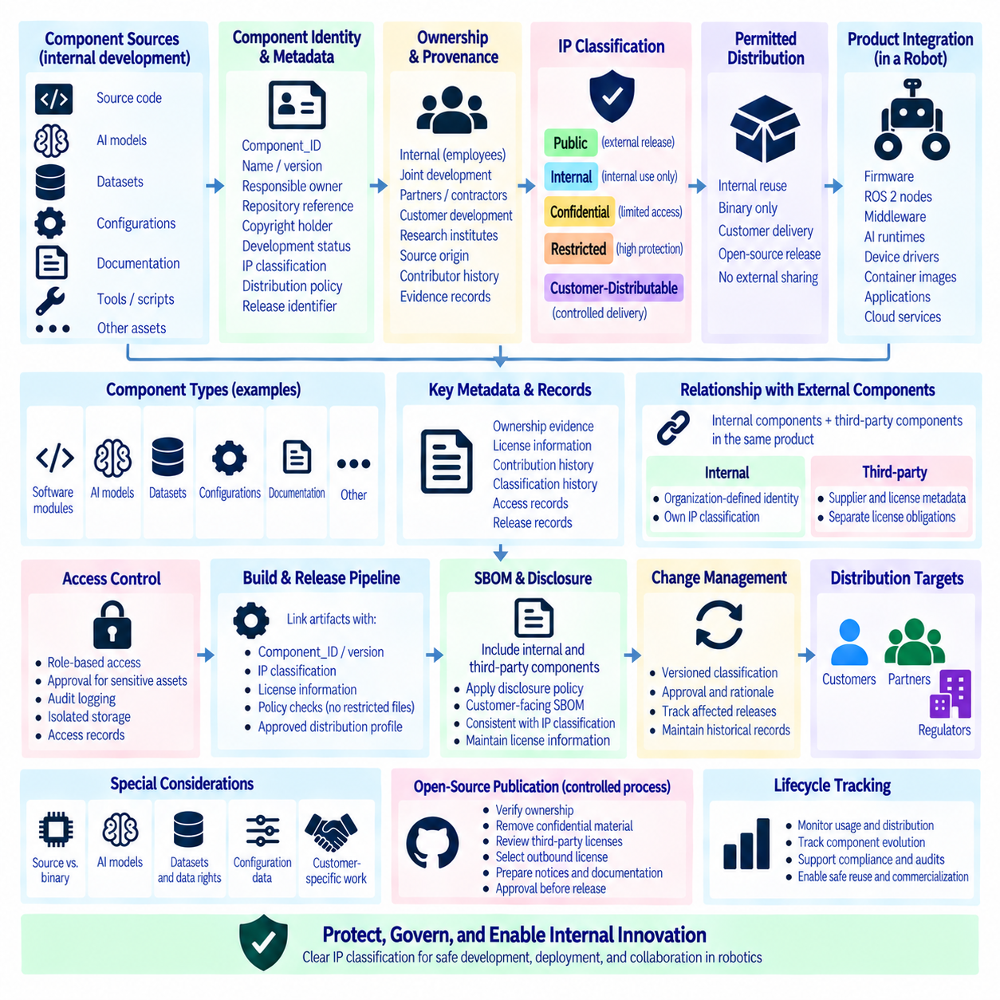 Component Sources
(internal development)
Source code
AI models
Datasets
Configurations
Documentation
Tools / scripts
Other assets
Component Identity
& Metadata
Component_ID
Name / version
Responsible owner
Repository reference
Copyright holder
Development status
IP classification
Distribution policy
Release identifier
Ownership
& Provenance
Internal (employees)
Joint development
Partners / contractors
Customer development
Research institutes
Source origin
Contributor history
Evidence records
IP Classification
Public (external release)
Internal (internal use only)
Confidential (limited access)
Restricted (high protection)
Customer-Distributable
(controlled delivery)
Permitted
Distribution
Internal reuse
Binary only
Customer delivery
Open-source release
No external sharing
Product Integration
(in a Robot)
Firmware
ROS 2 nodes
Middleware
AI runtimes
Device drivers
Container images
Applications
Cloud services
Component Types (examples)
</>
Software
modules
AI models
Datasets
Configurations
Documentation
Other
Key Metadata & Records
Ownership evidence
License information
Contribution history
Classification history
Access records
Release records
Relationship with External Components
Internal components + third-party components
in the same product
Internal
• Organization-defined identity
• Own IP classification
Third-party
• Supplier and license metadata
• Separate license obligations
Access Control
• Role-based access
• Approval for sensitive assets
• Audit logging
• Isolated storage
• Access records
Build & Release Pipeline
Link artifacts with:
• Component_ID / version
• IP classification
• License information
• Policy checks (no restricted files)
• Approved distribution profile
SBOM & Disclosure
Include internal and
third-party components
• Apply disclosure policy
• Customer-facing SBOM
• Consistent with IP classification
• Maintain license information
Change Management
• Versioned classification
• Approval and rationale
• Track affected releases
• Maintain historical records
Distribution Targets
Customers
Partners
Regulators
Special Considerations
Source vs.
binary
AI models
Datasets
and data rights
Configuration
data
Customer-
specific work
Open-Source Publication (controlled process)
• Verify ownership
• Remove confidential material
• Review third-party licenses
• Select outbound license
• Prepare notices and documentation
• Approval before release
Lifecycle Tracking
• Monitor usage and distribution
• Track component evolution
• Support compliance and audits
• Enable safe reuse and commercialization
Protect, Govern, and Enable Internal Innovation
Clear IP classification for safe development, deployment, and collaboration in robotics